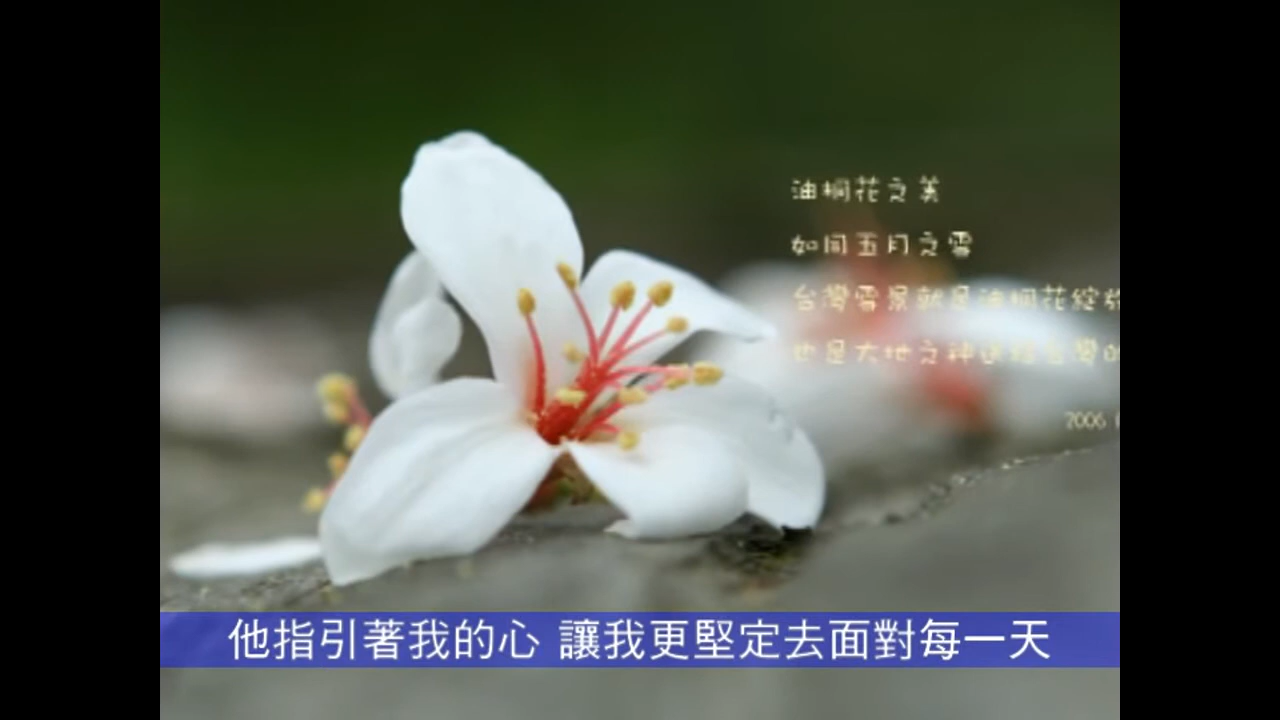 油桐花之美
如同五月之雪
台灣雪景就是油桐花綻放
也是大地之神送給台灣的
2006
他指引著我的心 讓我更堅定去面對每一天